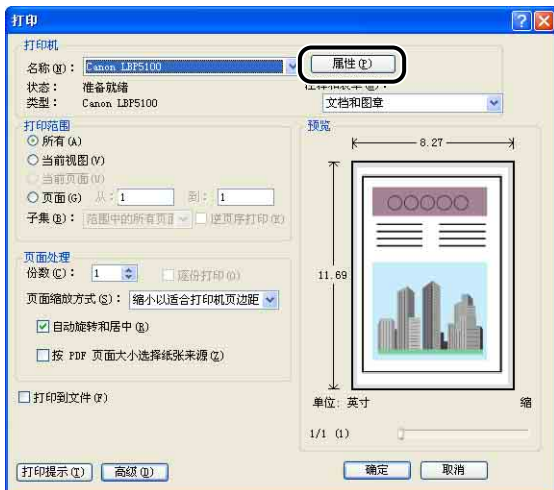 打印
打印机
名称(N): Canon LBP5100
属性(P)
状态: 准备就绪
类型: Canon LBP5100
文档和图章
打印范围
所有(A)
当前视图(V)
当前页面(U)
页面(G) 从: 1 到: 1
子集(B): 范围中的所有页面 逆页序打印(E)
页面处理
份数(C): 1 逐份打印(O)
页面缩放方式(S): 缩小以适合打印机页边距
自动旋转和居中(R)
按 PDF 页面大小选择纸张来源(Z)
打印到文件(F)
预览
8.27
11.69
单位: 英寸 缩
1/1 (1)
打印提示(T) 高级(D) 确定 取消